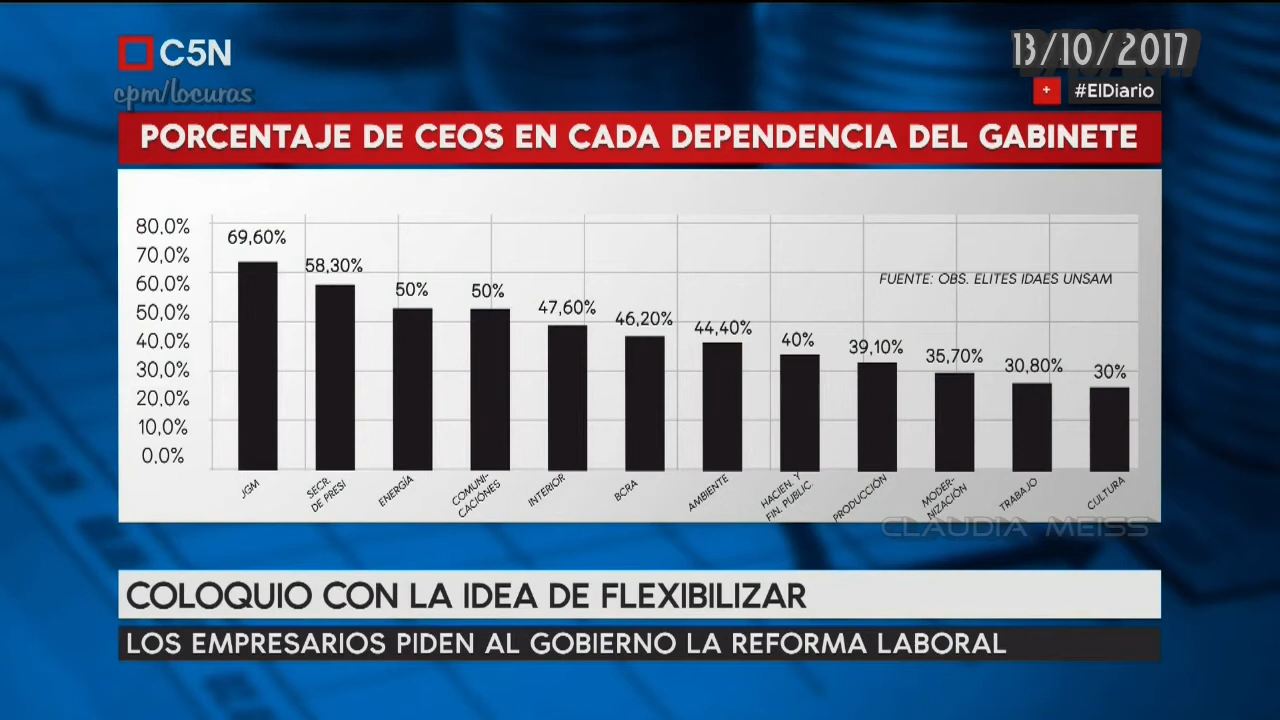 C5N
13/10/2017
cpm/locuras
+ #ElDiario
PORCENTAJE DE CEOS EN CADA DEPENDENCIA DEL GABINETE
80.0%
70.0%
60.0%
50.0%
40.0%
30.0%
20.0%
10,0%
0,0%
69,60%
58,30%
50%
50%
47,60%
46,20%
44,40%
40%
39,10%
35,70%
30,80%
30%
FUENTE: OBS. ELITES IDAES UNSAM
JGM
SECR.
DE PRESI
ENERGÍA
COMUNI-
CACIÓNES
INTERIOR
BCRA
AMBIENTE
HACIEN. Y
FIN. PUBLIC.
PRODUCCIÓN
MODER-
NIZACIÓN
TRABAJO
CULTURA
CLAUDIA MEISS
COLOQUIO CON LA IDEA DE FLEXIBILIZAR
LOS EMPRESARIOS PIDEN AL GOBIERNO LA REFORMA LABORAL